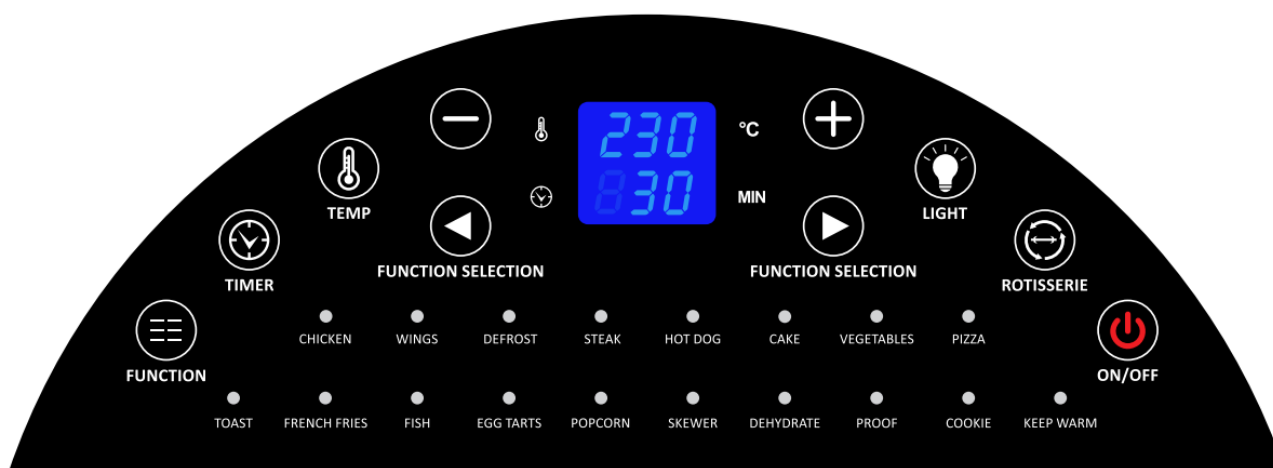 230 °C
30 MIN
TEMP
LIGHT
TIMER
FUNCTION SELECTION
FUNCTION SELECTION
ROTISSERIE
CHICKEN WINGS DEFROST STEAK HOT DOG CAKE VEGETABLES PIZZA
FUNCTION
ON/OFF
TOAST FRENCH FRIES FISH EGG TARTS POPCORN SKEWER DEHYDRATE PROOF COOKIE KEEP WARM